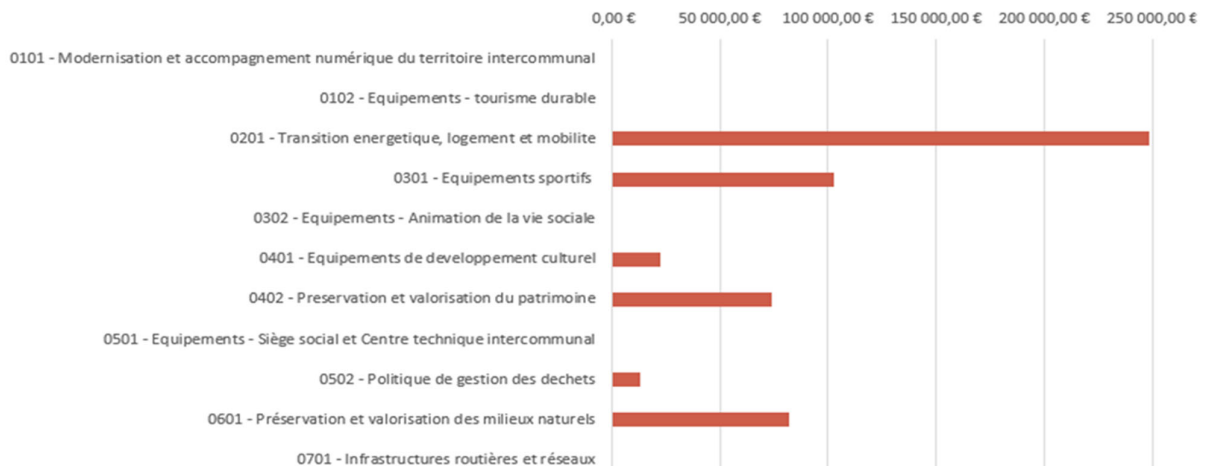 0,00 € 50 000,00 € 100 000,00 € 150 000,00 € 200 000,00 € 250 000,00 €
0101 - Modernisation et accompagnement numérique du territoire intercommunal
0102 - Equipements - tourisme durable
0201 - Transition energetique, logement et mobilite
0301 - Equipements sportifs
0302 - Equipements - Animation de la vie sociale
0401 - Equipements de developpement culturel
0402 - Preservation et valorisation du patrimoine
0501 - Equipements - Siège social et Centre technique intercommunal
0502 - Politique de gestion des dechets
0601 - Préservation et valorisation des milieux naturels
0701 - Infrastructures routières et réseaux